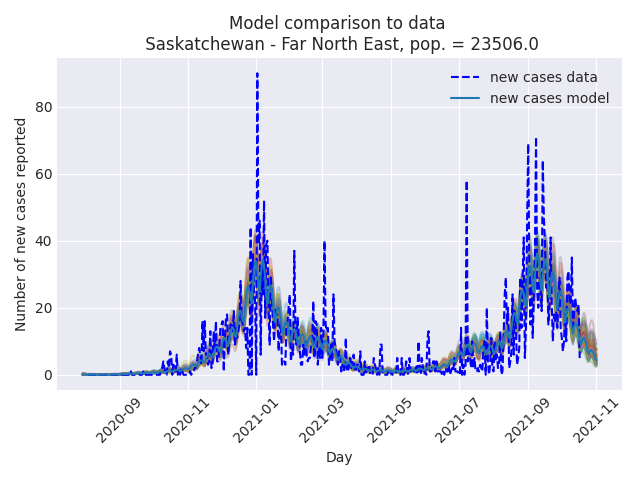 Model comparison to data
Saskatchewan - Far North East, pop. = 23506.0
new cases data
new cases model
Number of new cases reported
80
60
40
20
0
2020-09
2020-11
2021-01
2021-03
2021-05
2021-07
2021-09
2021-11
Day